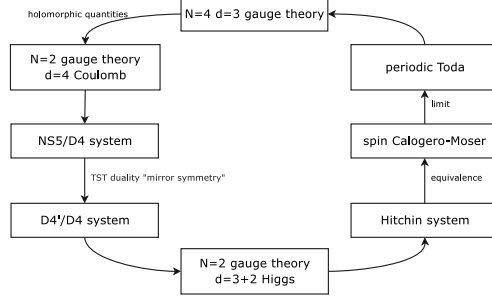 holomorphic quantities
N=4 d=3 gauge theory
N=2 gauge theory
d=4 Coulomb
periodic Toda
limit
NS5/D4 system
spin Calogero-Moser
TST duality "mirror symmetry"
equivalence
D4'/D4 system
Hitchin system
N=2 gauge theory
d=3+2 Higgs